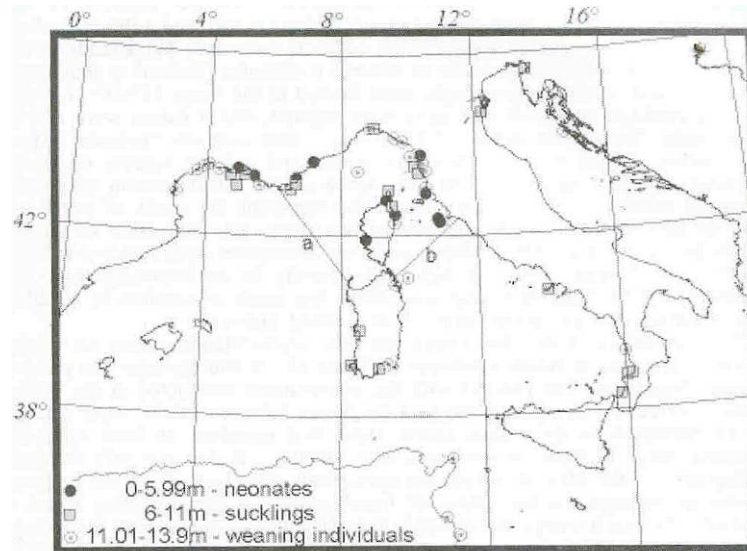 0° 4° 8° 12° 16°
42°
a b
38°
0-5.99m - neonates
6-11m - sucklings
11.01-13.9m - weaning individuals